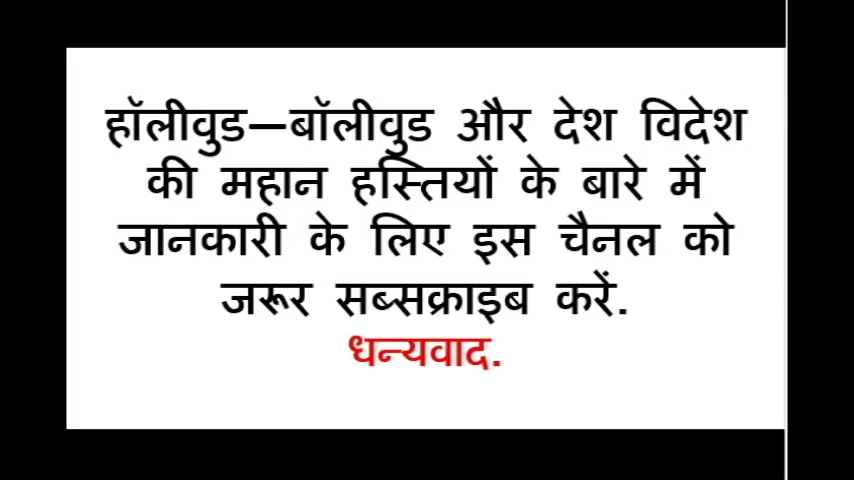 हॉलीवुड–बॉलीवुड और देश विदेश
की महान हस्तियों के बारे में
जानकारी के लिए इस चैनल को
जरूर सब्सक्राइब करें.
धन्यवाद.